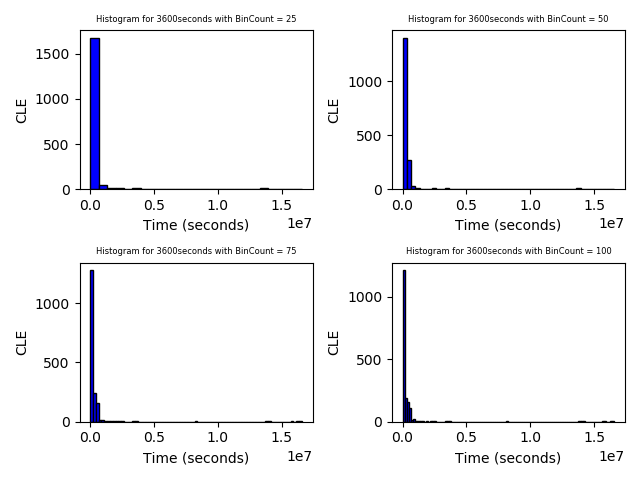 Histogram for 3600seconds with BinCount = 25
1500
1000
500
0
CLE
0.0 0.5 1.0 1.5
1e7
Time (seconds)
Histogram for 3600seconds with BinCount = 50
1000
500
0
CLE
0.0 0.5 1.0 1.5
1e7
Time (seconds)
Histogram for 3600seconds with BinCount = 75
1000
500
0
CLE
0.0 0.5 1.0 1.5
1e7
Time (seconds)
Histogram for 3600seconds with BinCount = 100
1000
500
0
CLE
0.0 0.5 1.0 1.5
1e7
Time (seconds)